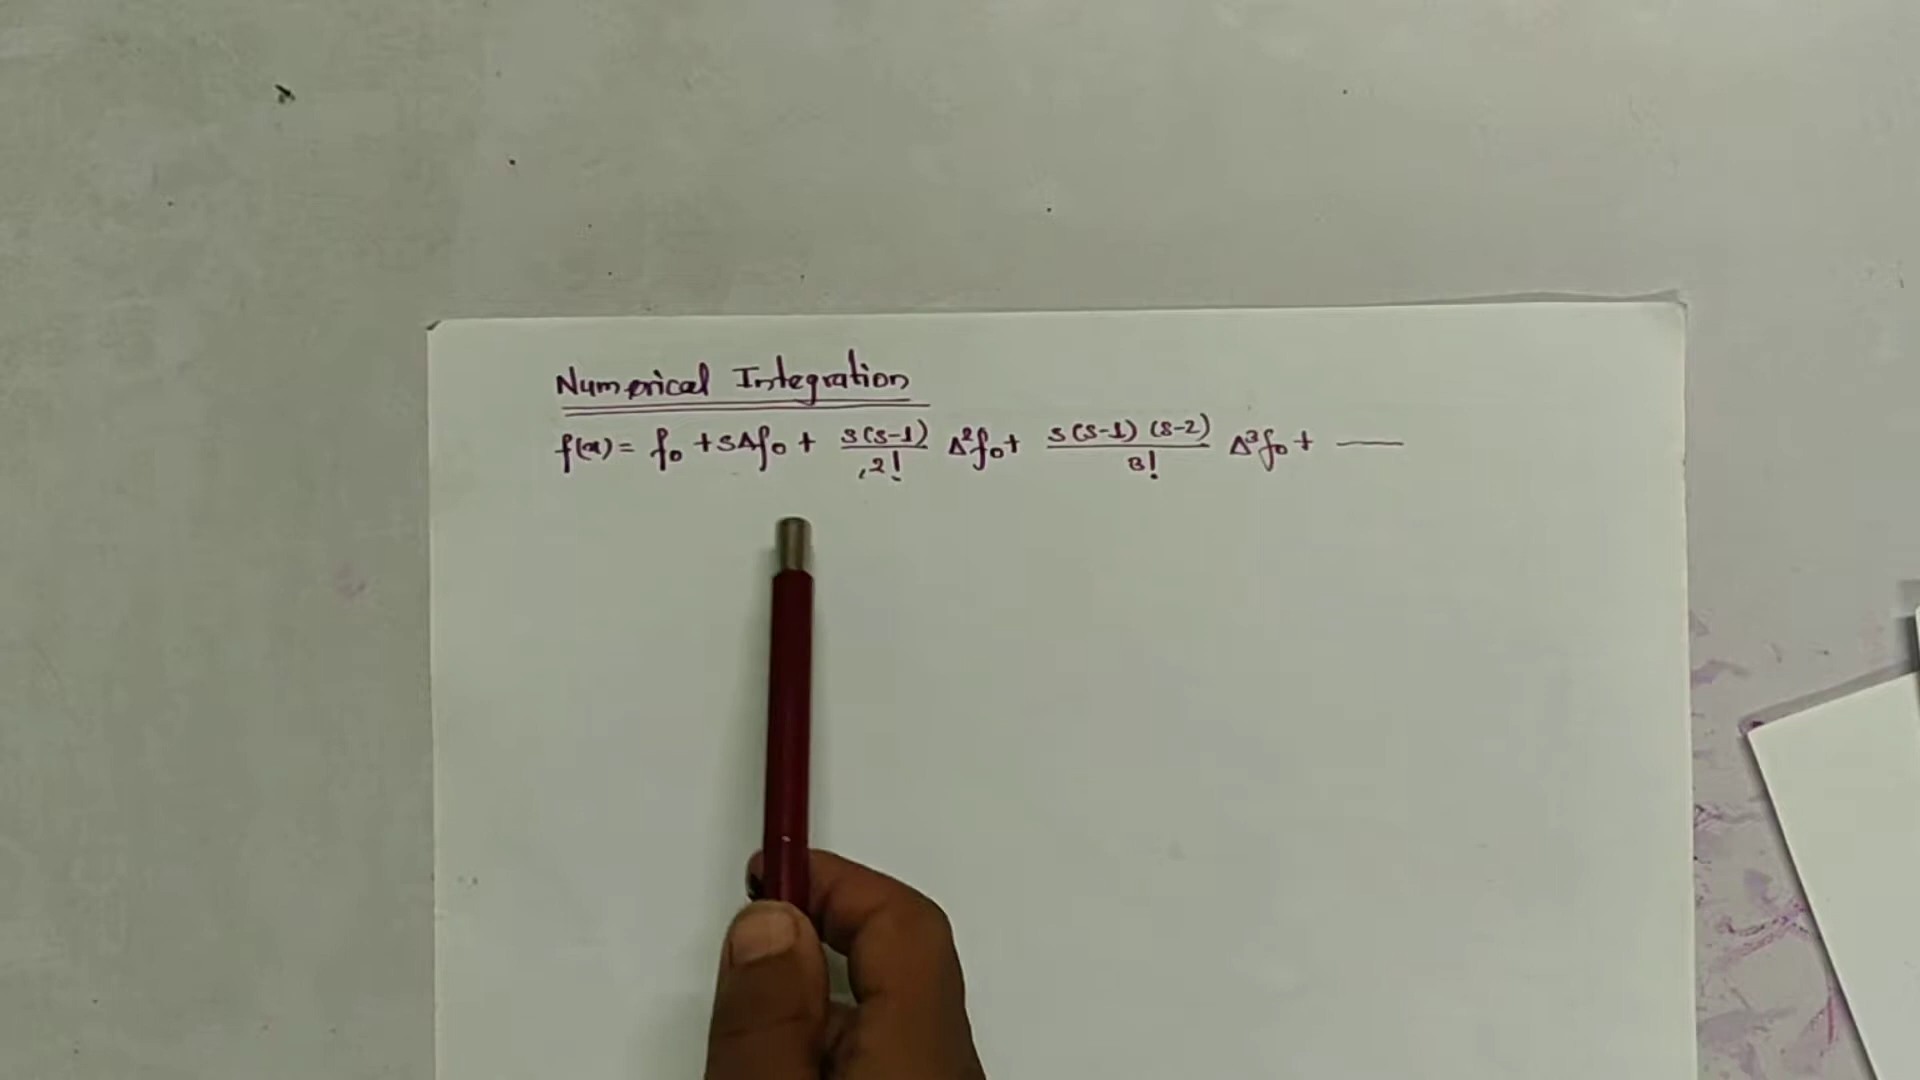 Numerical Integration
f(x) = f₀ + sΔf₀ + s(s-1)/2! Δ²f₀ + s(s-1)(s-2)/3! Δ³f₀ + ——